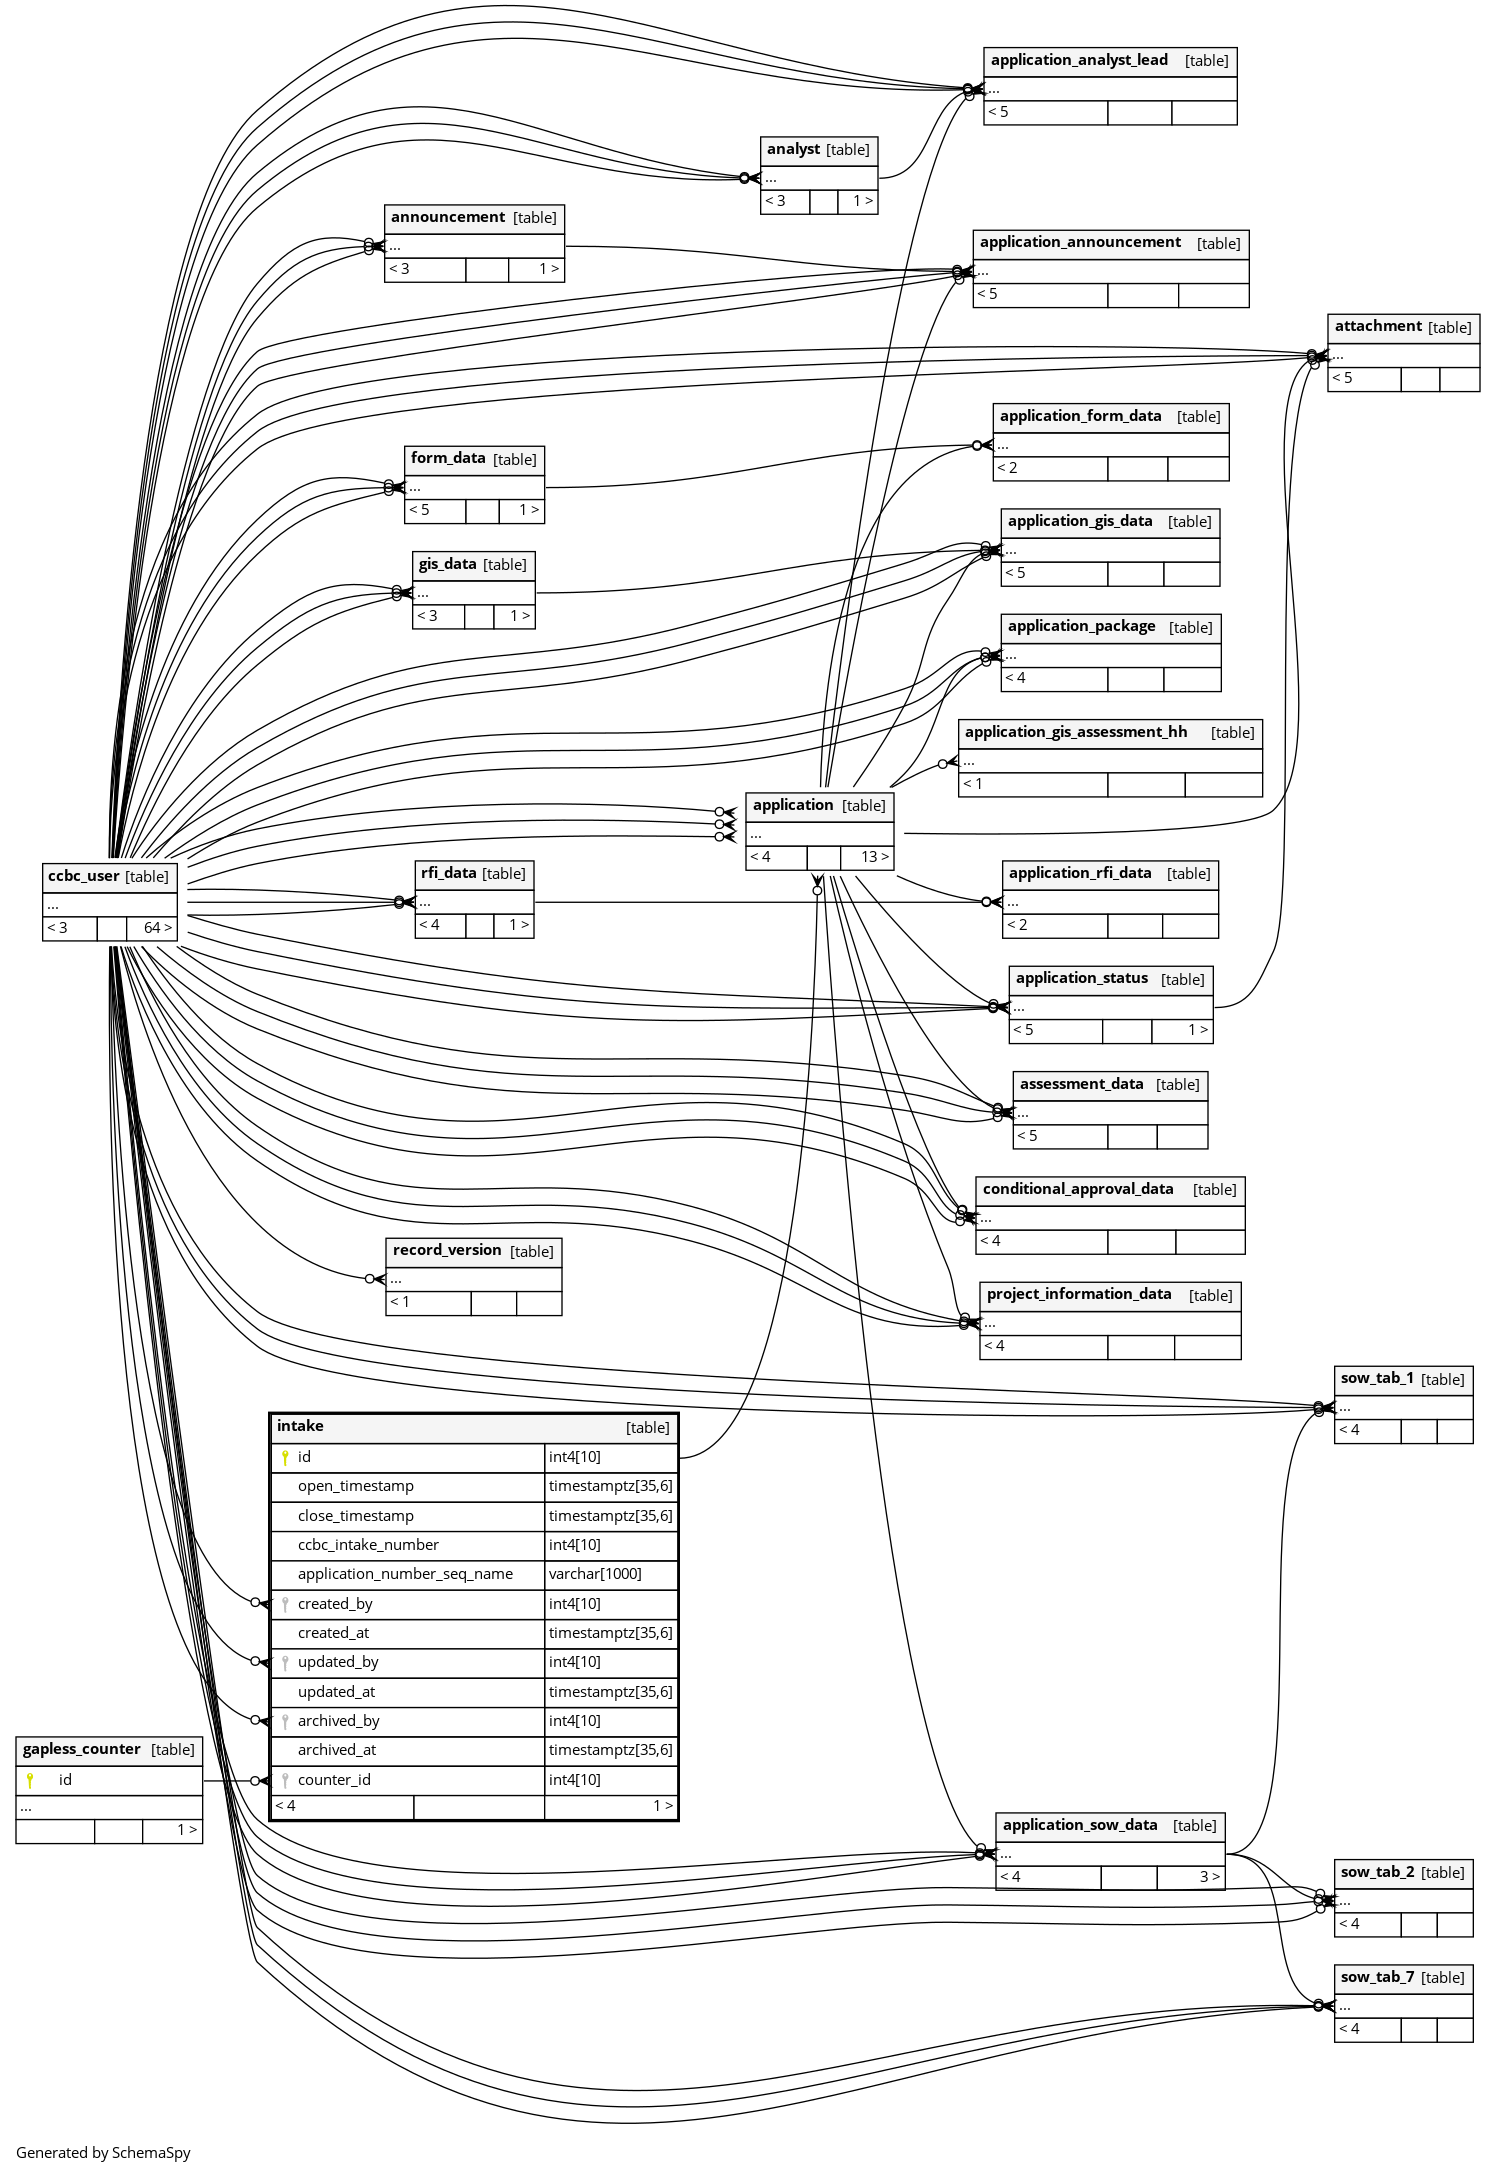 application_analyst_lead [table]
...
< 5
analyst [table]
...
< 3 1 >
announcement [table]
...
< 3 1 >
application_announcement [table]
...
< 5
attachment [table]
...
< 5
application_form_data [table]
...
< 2
form_data [table]
...
< 5 1 >
application_gis_data [table]
...
< 5
gis_data [table]
...
< 3 1 >
application_package [table]
...
< 4
application_gis_assessment_hh [table]
...
< 1
application [table]
...
< 4 13 >
ccbc_user [table]
...
< 3 64 >
rfi_data [table]
...
< 4 1 >
application_rfi_data [table]
...
< 2
application_status [table]
...
< 5 1 >
assessment_data [table]
...
< 5
conditional_approval_data [table]
...
< 4
record_version [table]
...
< 1
project_information_data [table]
...
< 4
sow_tab_1 [table]
...
< 4
intake [table]
id int4[10]
open_timestamp timestamptz[35,6]
close_timestamp timestamptz[35,6]
ccbc_intake_number int4[10]
application_number_seq_name varchar[1000]
created_by int4[10]
created_at timestamptz[35,6]
updated_by int4[10]
updated_at timestamptz[35,6]
archived_by int4[10]
archived_at timestamptz[35,6]
counter_id int4[10]
< 4 1 >
gapless_counter [table]
id
...
1 >
application_sow_data [table]
...
< 4 3 >
sow_tab_2 [table]
...
< 4
sow_tab_7 [table]
...
< 4
Generated by SchemaSpy